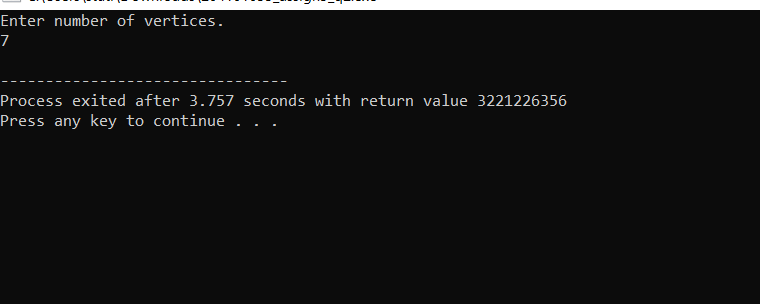 Enter number of vertices.
7
--------------------------------
Process exited after 3.757 seconds with return value 3221226356
Press any key to continue . . .